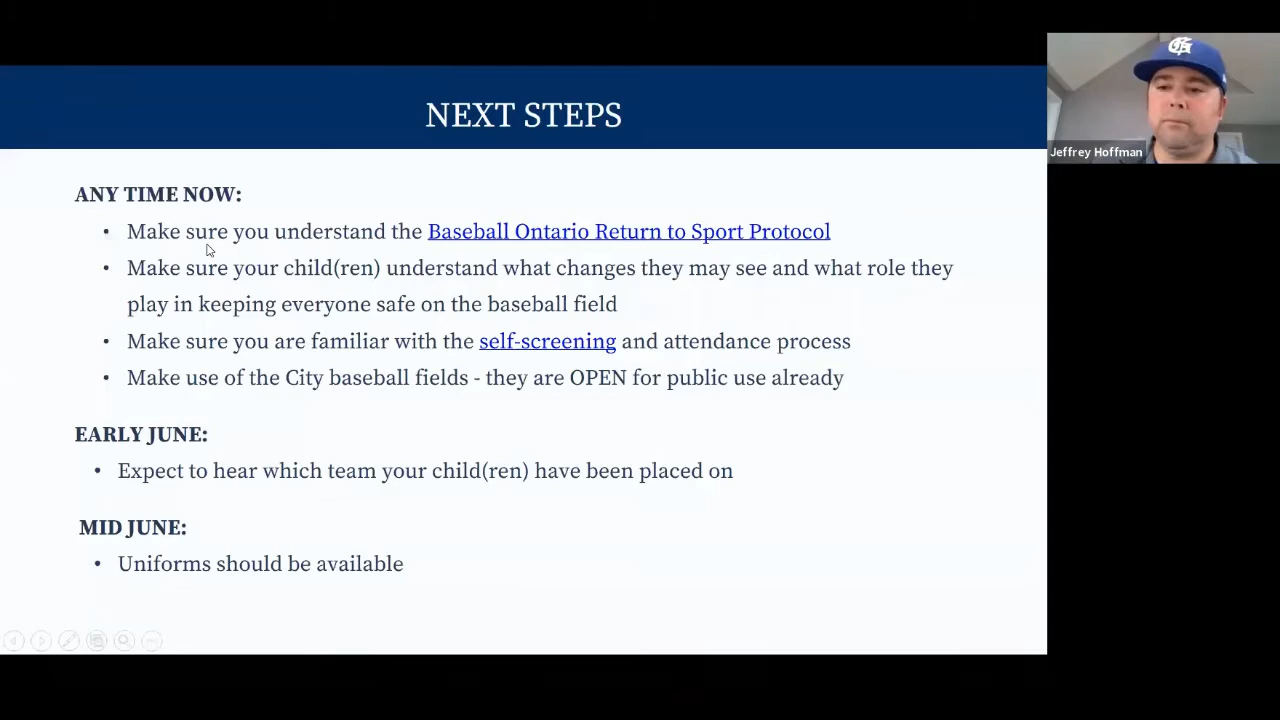 NEXT STEPS
Jeffrey Hoffman
ANY TIME NOW:
• Make sure you understand the Baseball Ontario Return to Sport Protocol
• Make sure your child(ren) understand what changes they may see and what role they
play in keeping everyone safe on the baseball field
• Make sure you are familiar with the self-screening and attendance process
• Make use of the City baseball fields - they are OPEN for public use already
EARLY JUNE:
• Expect to hear which team your child(ren) have been placed on
MID JUNE:
• Uniforms should be available